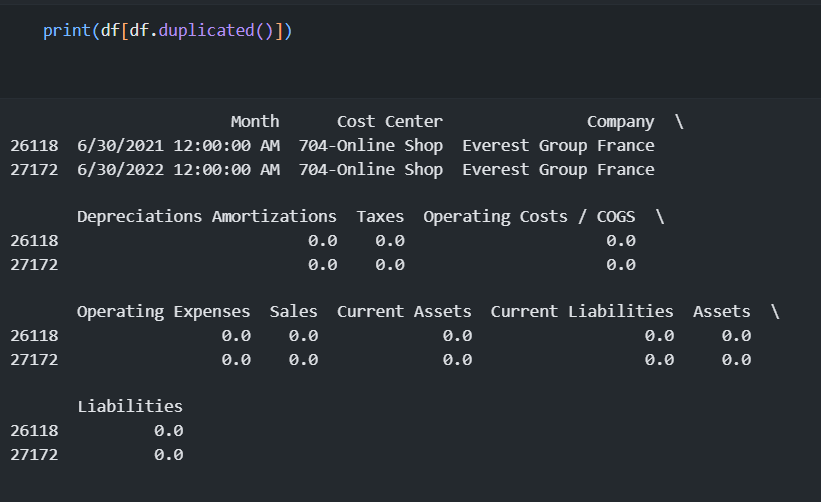 print(df[df.duplicated()])
Month Cost Center Company \
26118 6/30/2021 12:00:00 AM 704-Online Shop Everest Group France
27172 6/30/2022 12:00:00 AM 704-Online Shop Everest Group France
Depreciations Amortizations Taxes Operating Costs / COGS \
26118 0.0 0.0 0.0
27172 0.0 0.0 0.0
Operating Expenses Sales Current Assets Current Liabilities Assets \
26118 0.0 0.0 0.0 0.0 0.0
27172 0.0 0.0 0.0 0.0 0.0
Liabilities
26118 0.0
27172 0.0